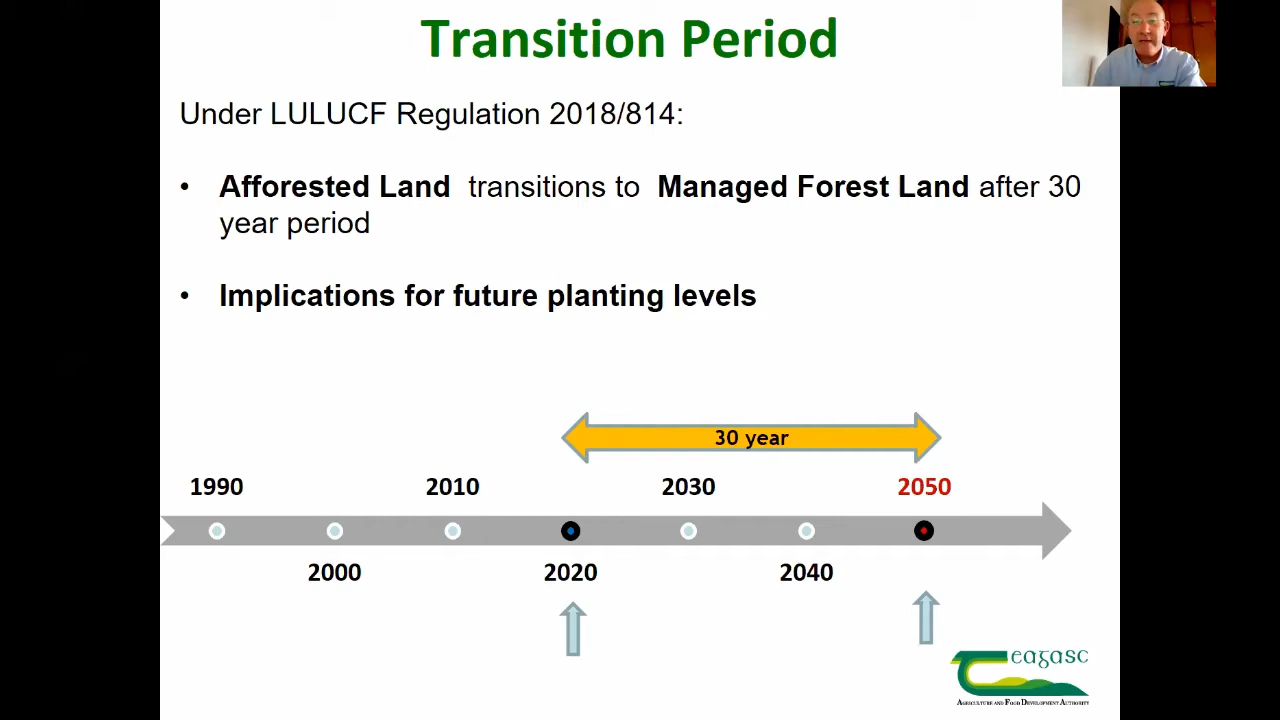 Transition Period
Under LULUCF Regulation 2018/814:
• Afforested Land transitions to Managed Forest Land after 30
year period
• Implications for future planting levels
30 year
1990 2010 2030 2050
2000 2020 2040
eagasc
AGRICULTURE AND FOOD DEVELOPMENT AUTHORITY